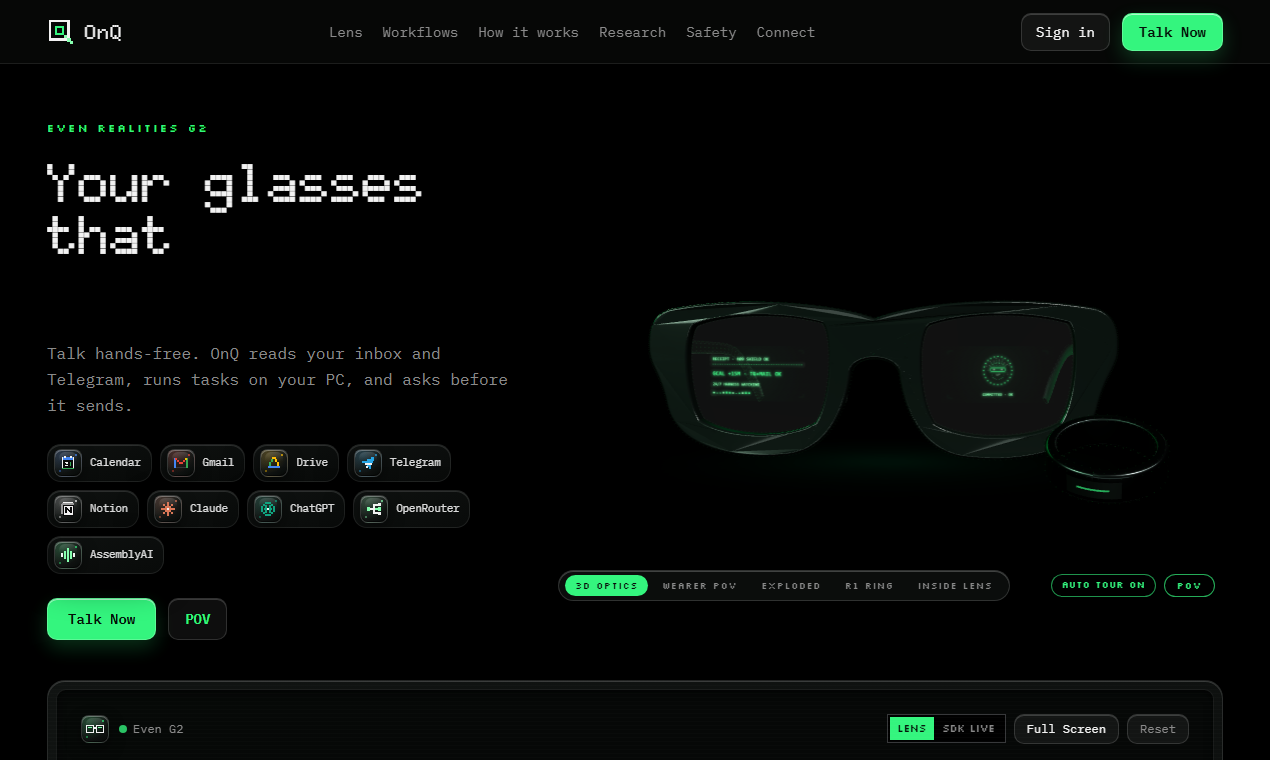 OnQ
Lens Workflows How it works Research Safety Connect
Sign in
Talk Now
EVEN REALITIES G2
Your glasses
that
Talk hands-free. OnQ reads your inbox and
Telegram, runs tasks on your PC, and asks before
it sends.
Calendar Gmail Drive Telegram
Notion Claude ChatGPT OpenRouter
AssemblyAI
Talk Now POV
3D OPTICS WEARER POV EXPLODED R1 RING INSIDE LENS
AUTO TOUR ON POV
Even G2
LENS SDK LIVE Full Screen Reset